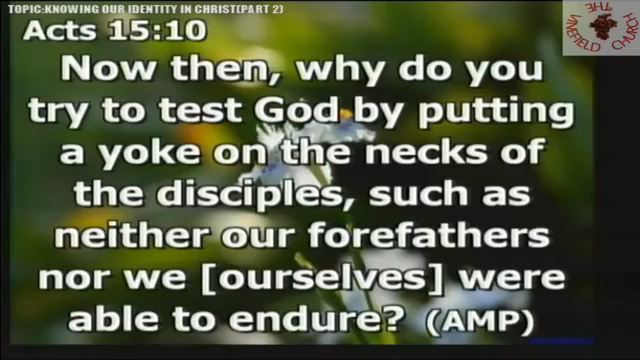 TOPIC:KNOWING OUR IDENTITY IN CHRIST(PART 2)
THE VINEFIELD CHURCH
Acts 15:10
Now then, why do you
try to test God by putting
a yoke on the necks of
the disciples, such as
neither our forefathers
nor we [ourselves] were
able to endure? (AMP)